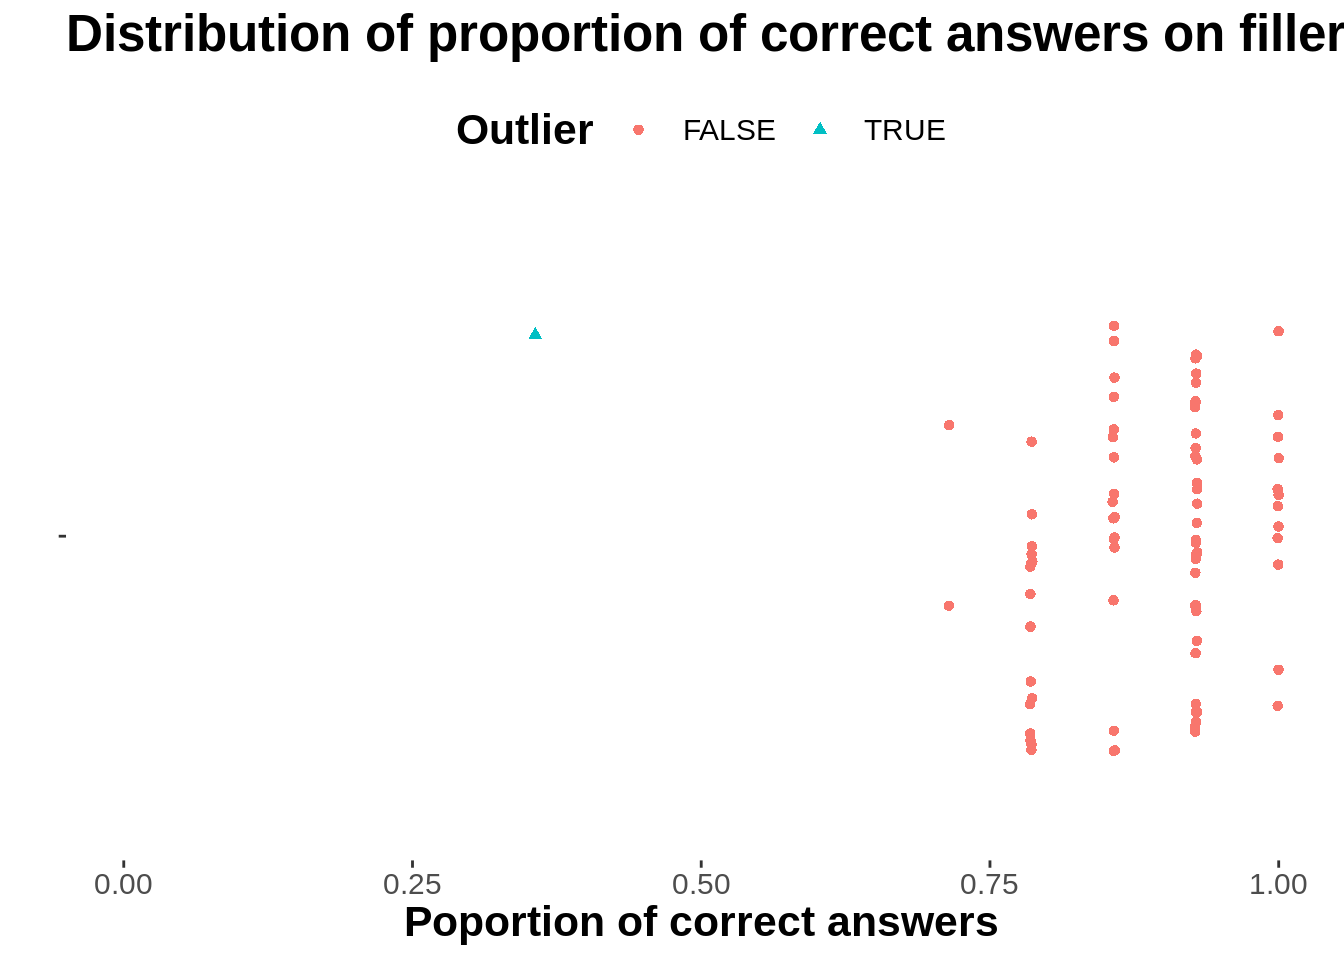 Distribution of proportion of correct answers on filler
Outlier FALSE TRUE
-
0.00 0.25 0.50 0.75 1.00
Poportion of correct answers